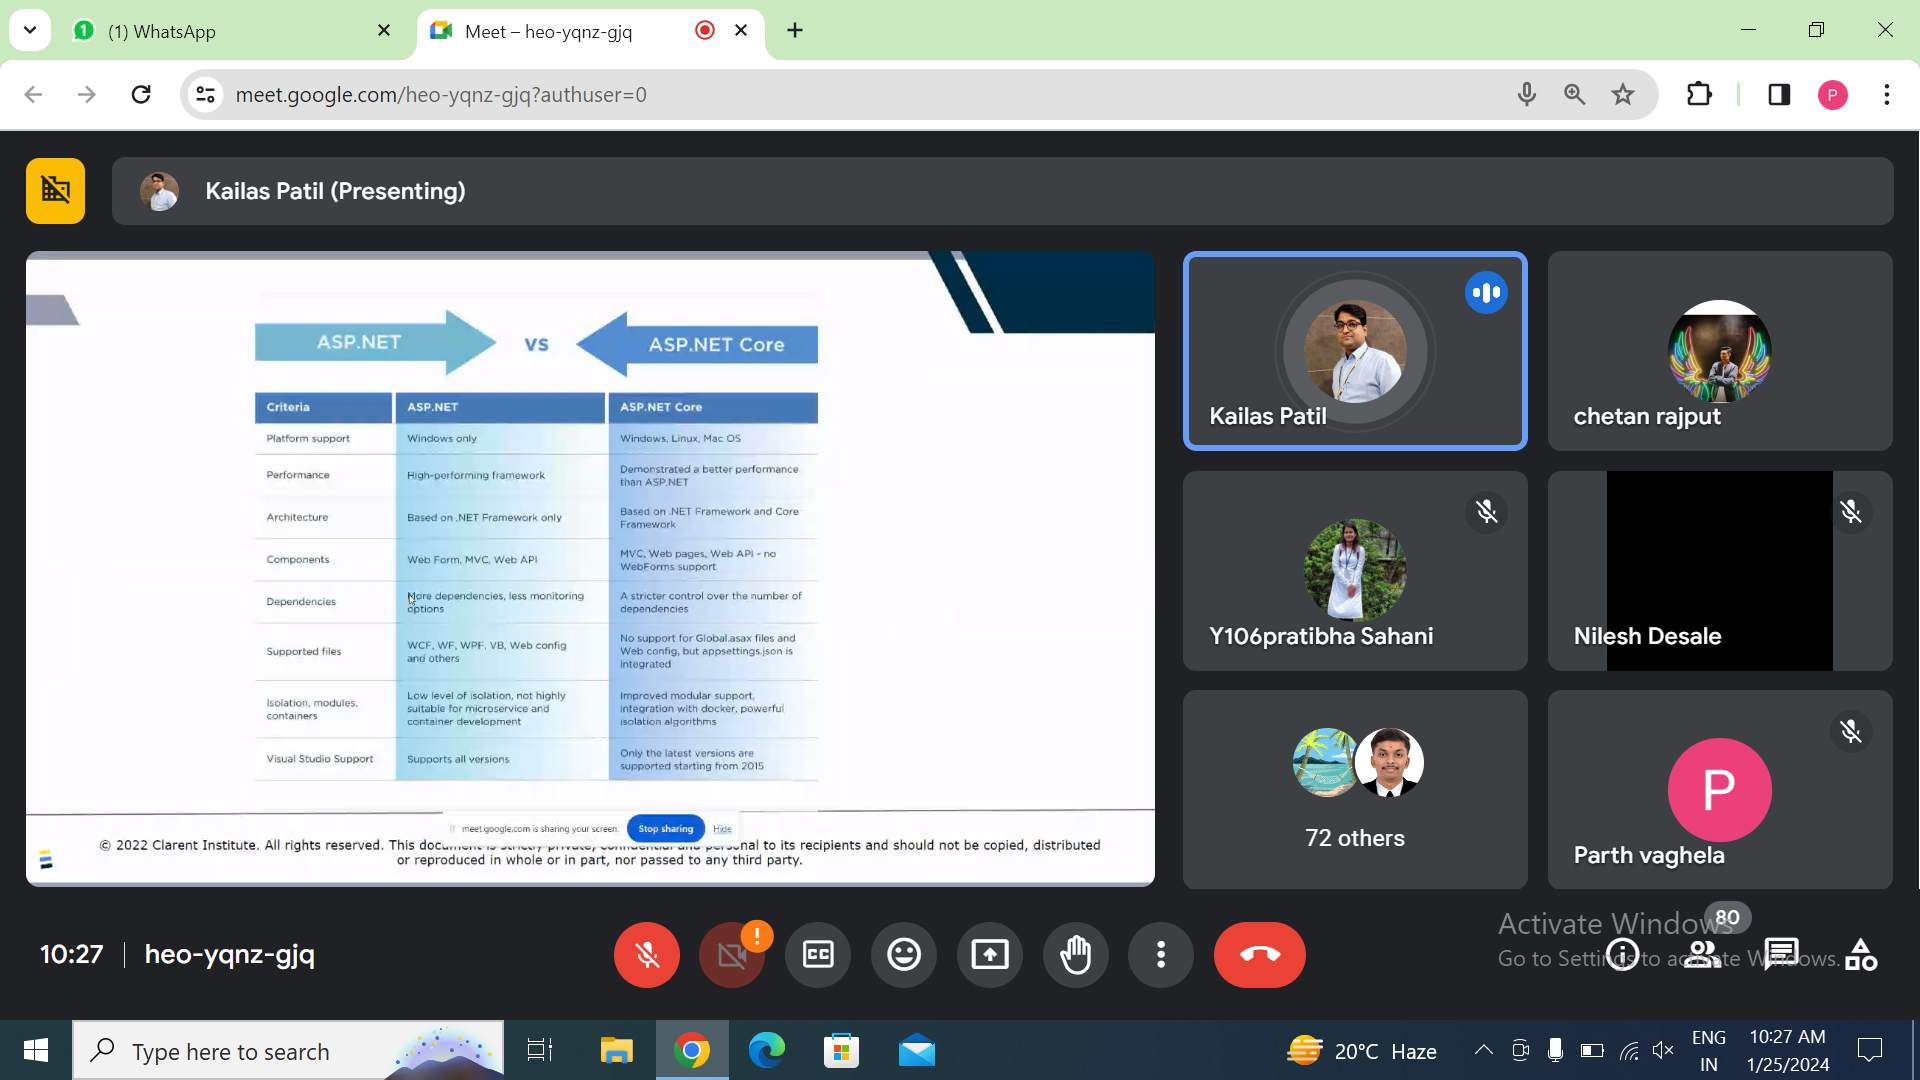 (1) WhatsApp
Meet – heo-yqnz-gjq
meet.google.com/heo-yqnz-gjq?authuser=0
P
Kailas Patil (Presenting)
ASP.NET VS ASP.NET Core
Criteria ASP.NET ASP.NET Core
Platform support Windows only Windows, Linux, Mac OS
Performance High-performing framework Demonstrated a better performance
than ASP.NET
Architecture Based on .NET Framework only Based on .NET Framework and Core
Framework
Components Web Form, MVC, Web API MVC, Web pages, Web API - no
WebForms support
Dependencies More dependencies, less monitoring
options
A stricter control over the number of
dependencies
Supported files WCF, WF, WPF, VB, Web config
and others
No support for Global.asax files and
Web config, but appsettings.json is
integrated
Isolation, modules,
containers
Low level of isolation, not highly
suitable for microservice and
container development
Improved modular support,
integration with docker, powerful
isolation algorithms
Visual Studio Support Supports all versions Only the latest versions are
supported starting from 2015
meet.google.com is sharing your screen. Stop sharing Hide
© 2022 Clarent Institute. All rights reserved. This document is strictly private, confidential and personal to its recipients and should not be copied, distributed
or reproduced in whole or in part, nor passed to any third party.
Kailas Patil
chetan rajput
Y106pratibha Sahani
Nilesh Desale
72 others
P
Parth vaghela
10:27 heo-yqnz-gjq
!
CC
80
Activate Windows
Go to Settings to activate Windows.
Type here to search
20°C Haze
ENG
IN
10:27 AM
1/25/2024